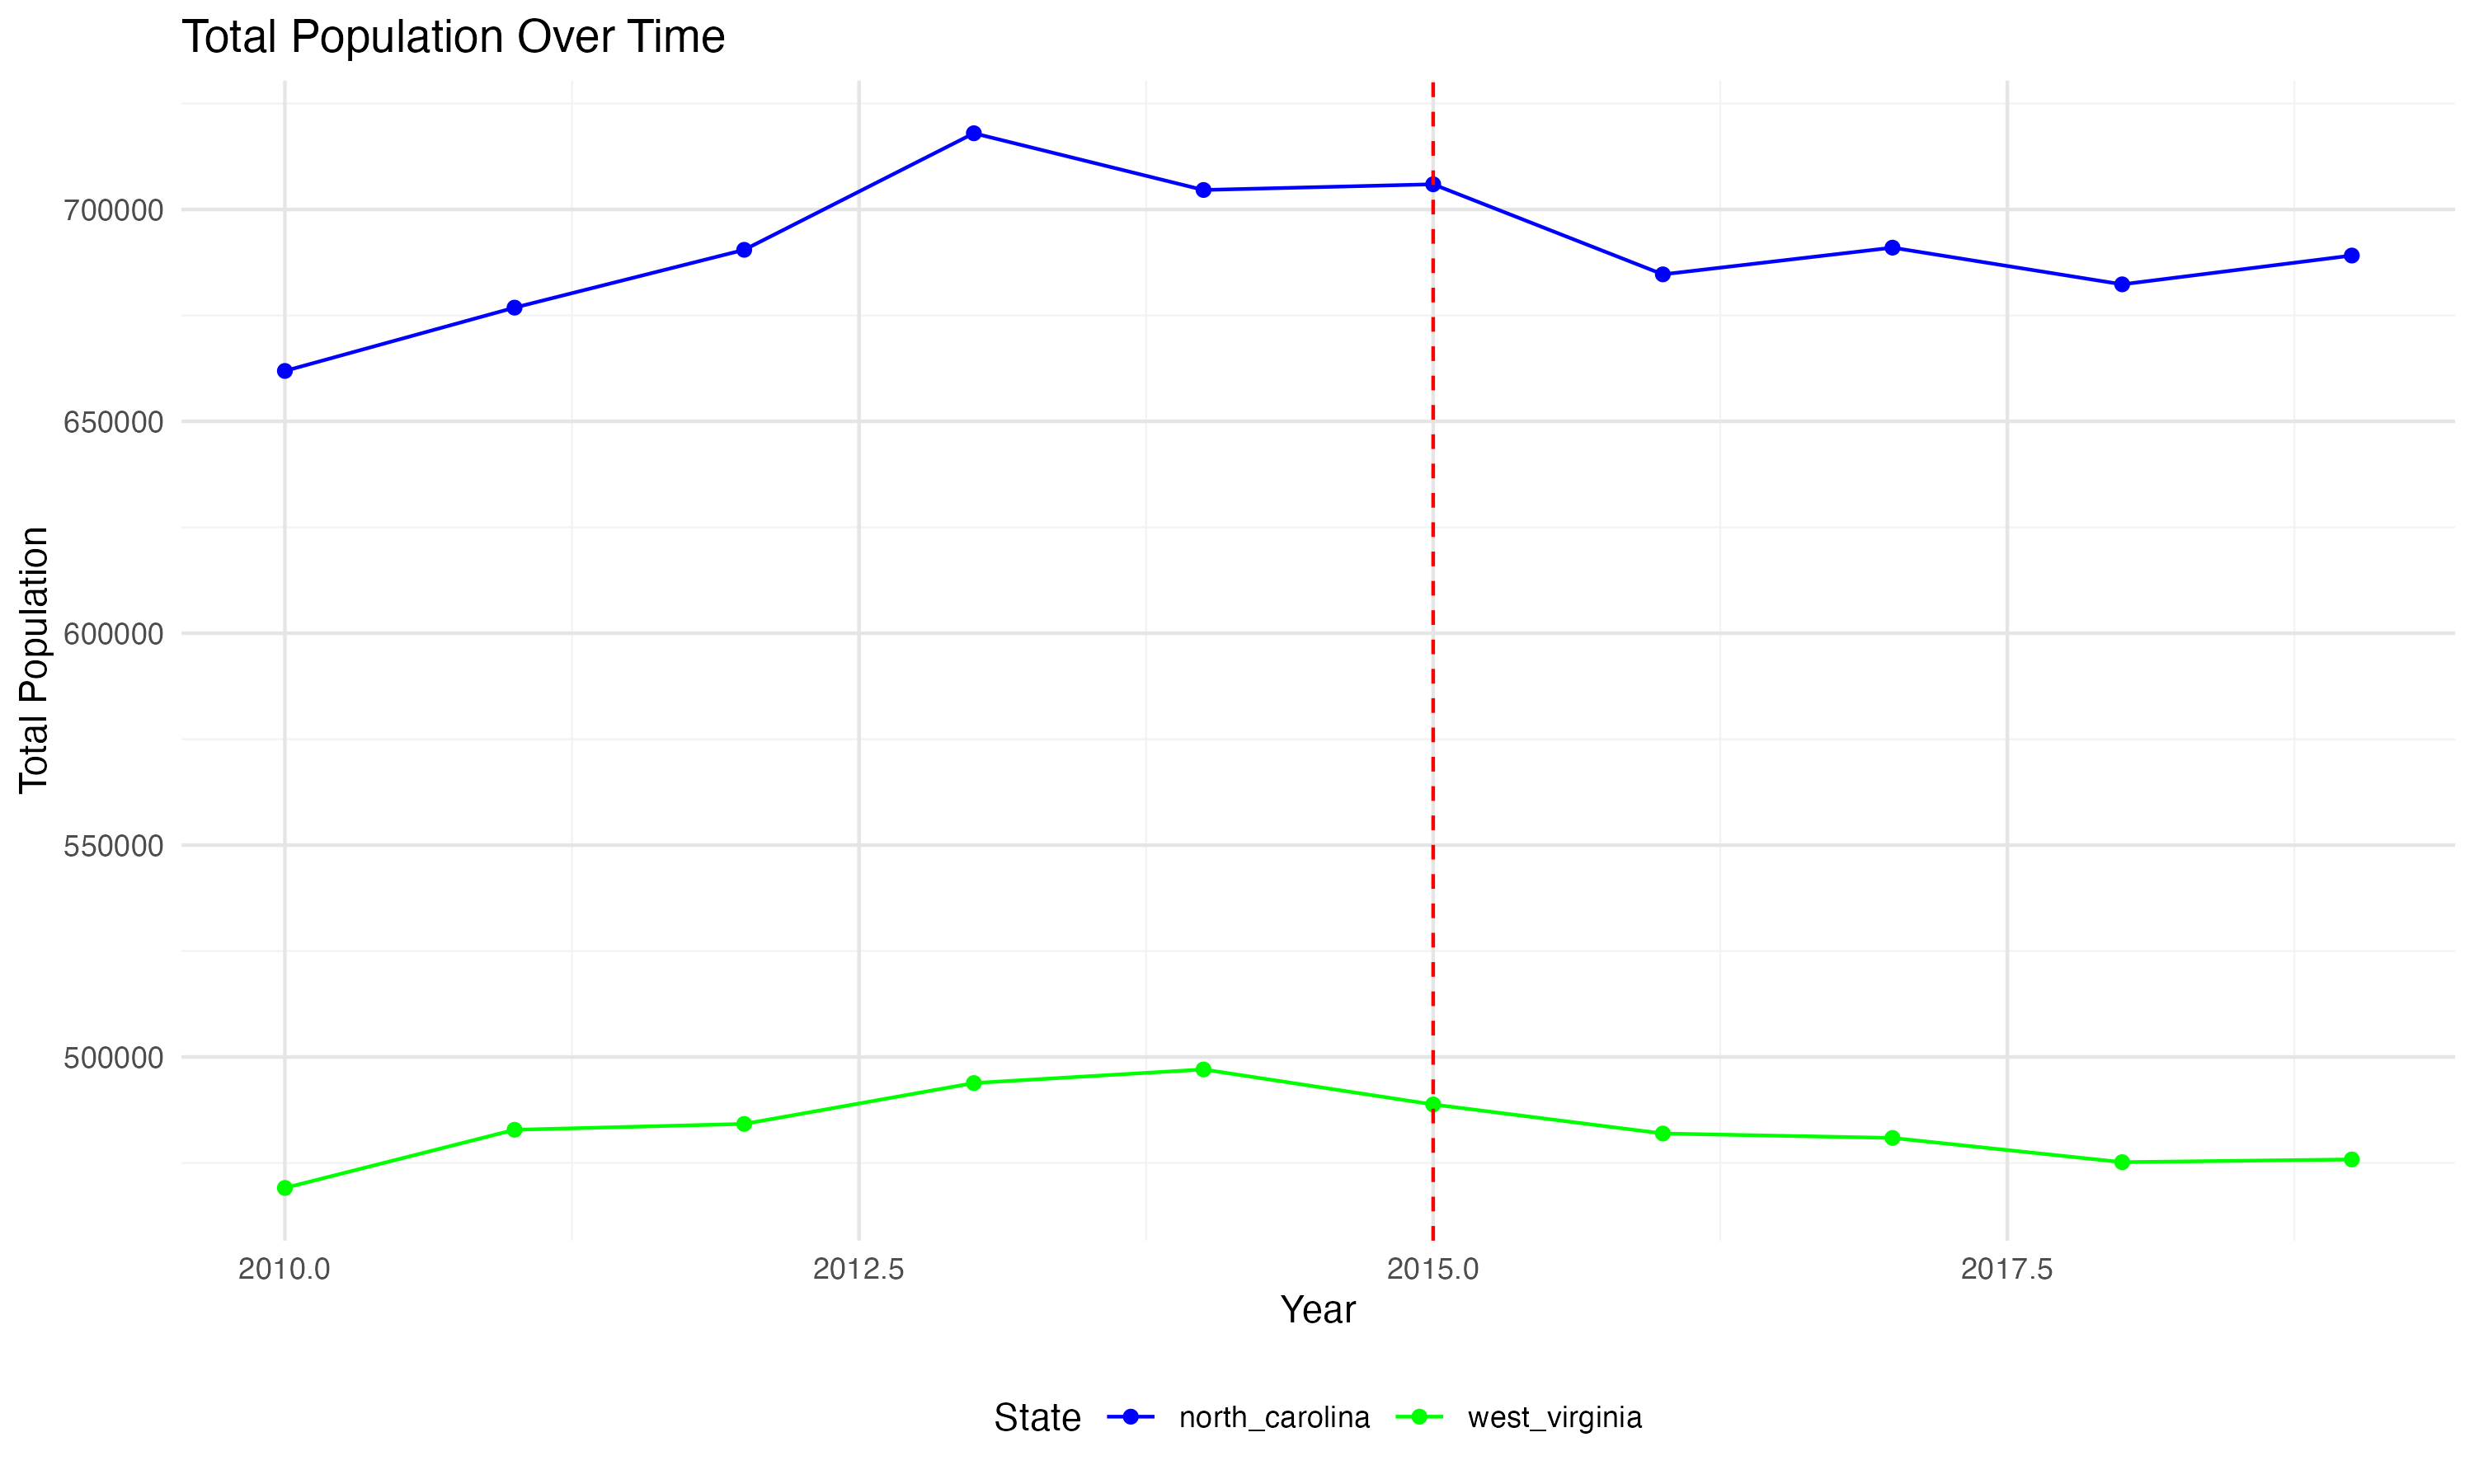 Total Population Over Time
Total Population
700000
650000
600000
550000
500000
2010.0 2012.5 2015.0 2017.5
Year
State north_carolina west_virginia